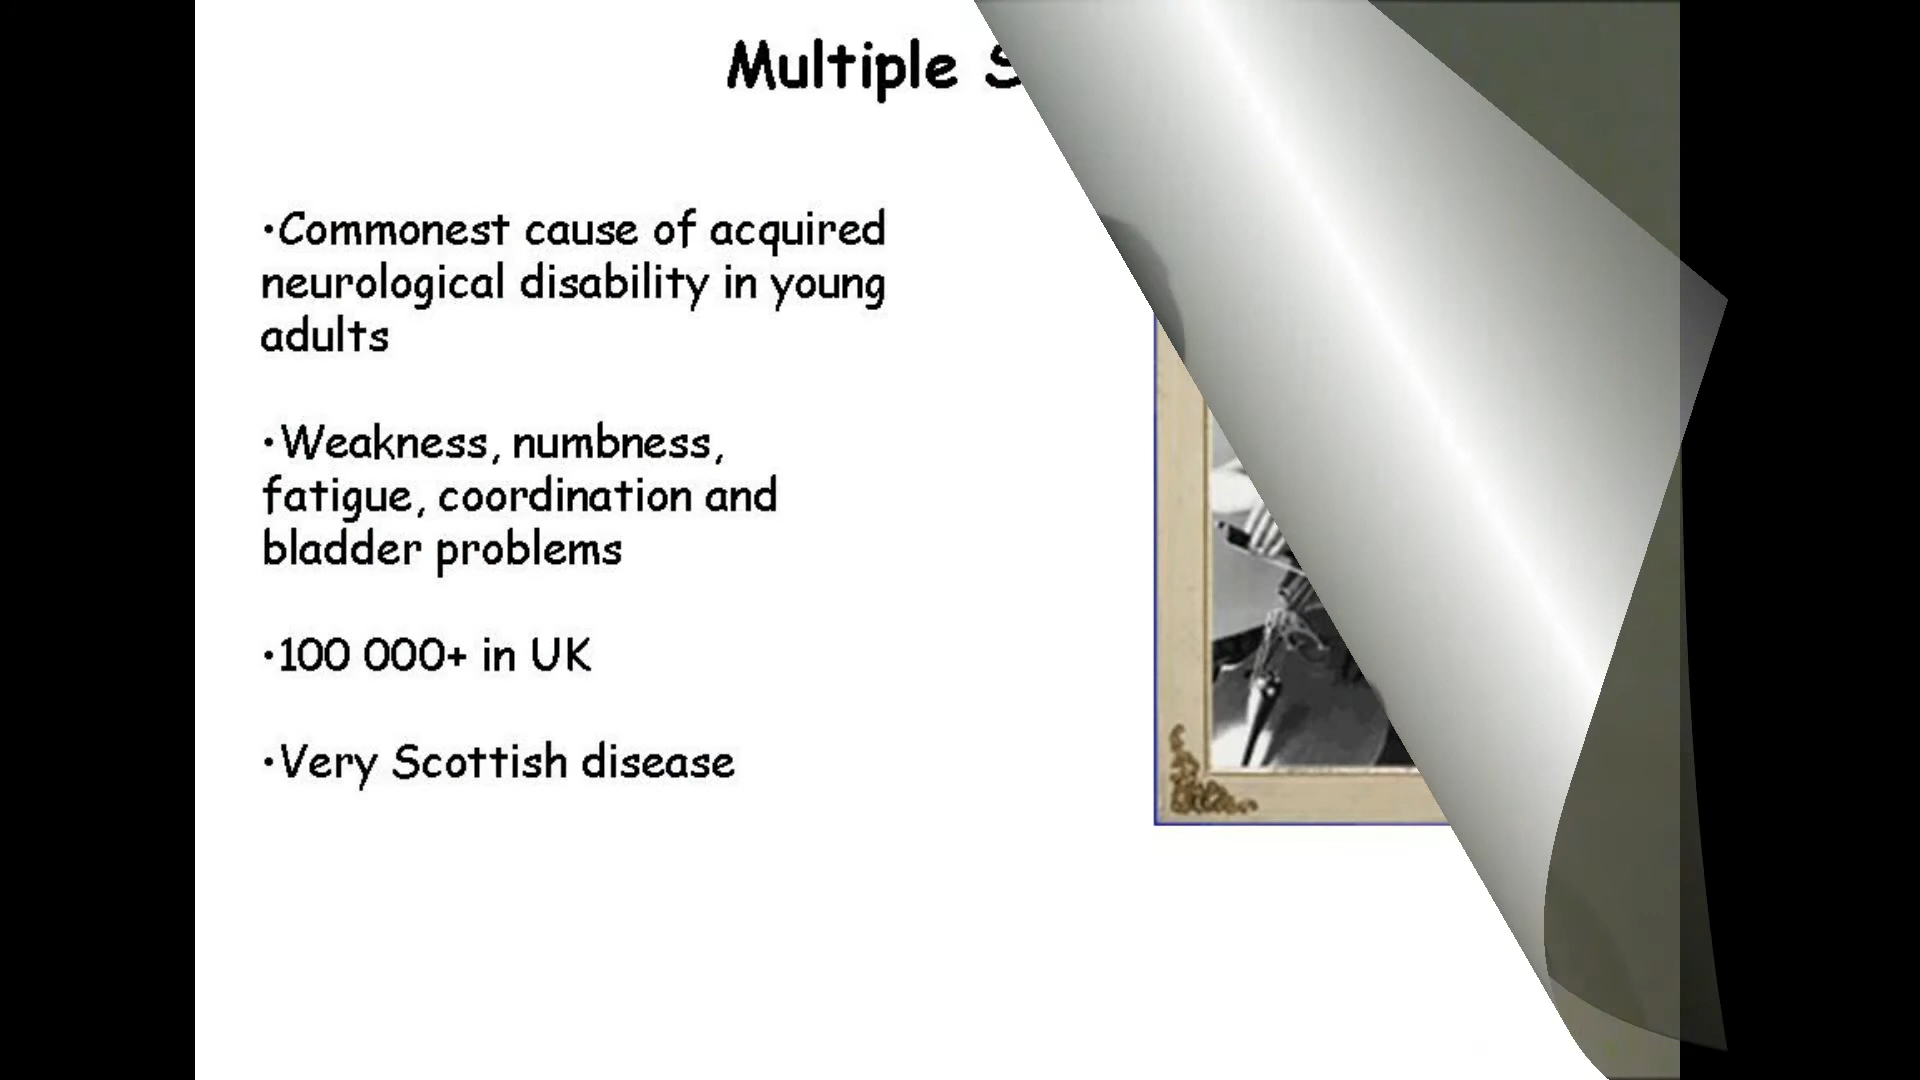 Multiple S
•Commonest cause of acquired
neurological disability in young
adults
•Weakness, numbness,
fatigue, coordination and
bladder problems
•100 000+ in UK
•Very Scottish disease